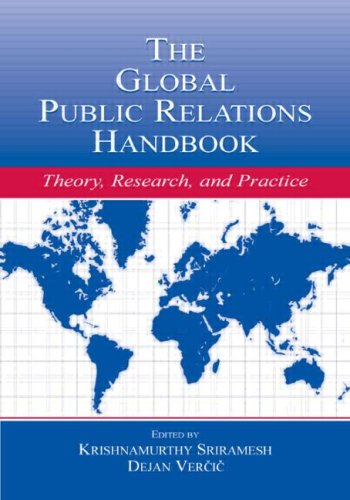 THE
GLOBAL
PUBLIC RELATIONS
HANDBOOK
Theory, Research, and Practice
EDITED BY
KRISHNAMURTHY SRIRAMESH
DEJAN VERČIČ